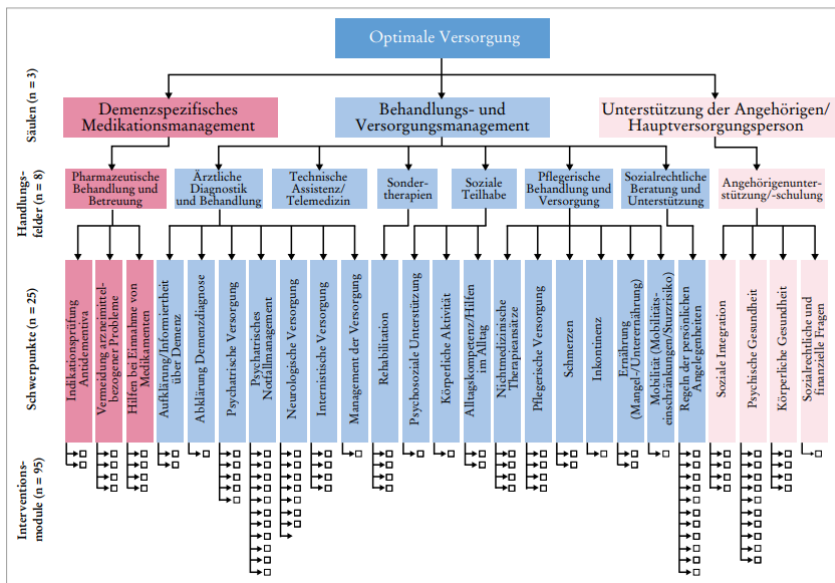 Optimale Versorgung
Säulen (n = 3)
Demenzspezifisches
Medikationsmanagement
Behandlungs- und
Versorgungsmanagement
Unterstützung der Angehörigen/
Hauptversorgungsperson
Handlungs-
felder (n = 8)
Pharmazeutische
Behandlung und
Betreuung
Ärztliche
Diagnostik
und Behandlung
Technische
Assistenz/
Telemedizin
Sonder-
therapien
Soziale
Teilhabe
Pflegerische
Behandlung und
Versorgung
Sozialrechtliche
Beratung und
Unterstützung
Angehörigenunter-
stützung/-schulung
Schwerpunkte (n = 25)
Indikationsprüfung
Antidementiva
Vermeidung arzneimittel-
bezogener Probleme
Hilfen bei Einnahme von
Medikamenten
Aufklärung/Informiertheit
über Demenz
Abklärung Demenzdiagnose
Psychiatrische Versorgung
Psychiatrisches
Notfallmanagement
Neurologische Versorgung
Internistische Versorgung
Management der Versorgung
Rehabilitation
Psychosoziale Unterstützung
Körperliche Aktivität
Alltagskompetenz/Hilfen
im Alltag
Nichtmedizinische
Therapieansätze
Pflegerische Versorgung
Schmerzen
Inkontinenz
Ernährung
(Mangel-/Unterernährung)
Mobilität (Mobilitäts-
einschränkungen/Sturzrisiko)
Regeln der persönlichen
Angelegenheiten
Soziale Integration
Psychische Gesundheit
Körperliche Gesundheit
Sozialrechtliche und
finanzielle Fragen
Interventions-
module (n = 95)